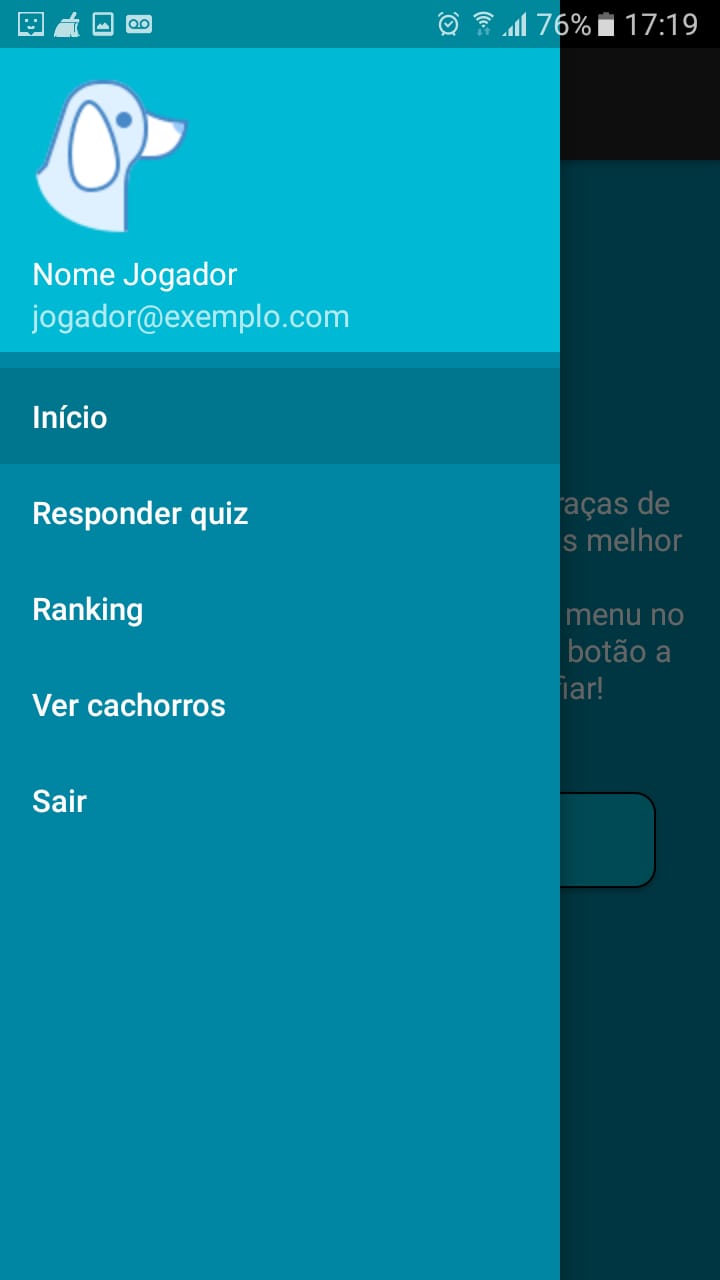 76% 17:19
Nome Jogador
jogador@exemplo.com
Início
Responder quiz
Ranking
Ver cachorros
Sair
raças de
s melhor
menu no
botão a
fiar!